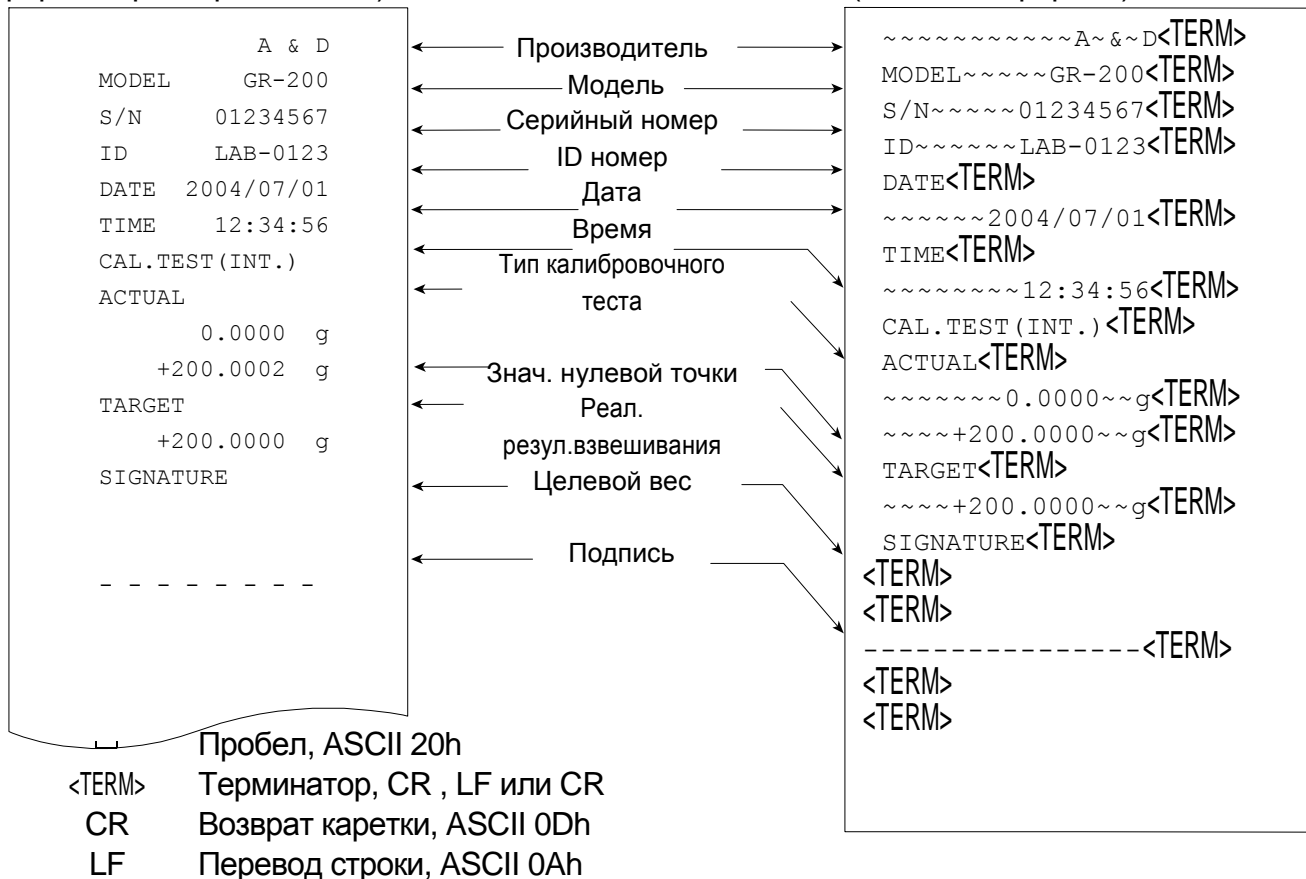 A & D
MODEL GR-200
S/N 01234567
ID LAB-0123
DATE 2004/07/01
TIME 12:34:56
CAL.TEST(INT.)
ACTUAL
0.0000 g
+200.0002 g
TARGET
+200.0000 g
SIGNATURE
- - - - - - - -
Производитель
Модель
Серийный номер
ID номер
Дата
Время
Тип калибровочного
теста
Знач. нулевой точки
Реал.
резул.взвешивания
Целевой вес
Подпись
~~~~~~~~~~~A~&~D<TERM>
MODEL~~~~~GR-200<TERM>
S/N~~~~~01234567<TERM>
ID~~~~~~LAB-0123<TERM>
DATE<TERM>
~~~~~~2004/07/01<TERM>
TIME<TERM>
~~~~~~~~12:34:56<TERM>
CAL.TEST(INT.)<TERM>
ACTUAL<TERM>
~~~~~~~0.0000~~g<TERM>
~~~~+200.0000~~g<TERM>
TARGET<TERM>
~~~~+200.0000~~g<TERM>
SIGNATURE<TERM>
<TERM>
<TERM>
----------------<TERM>
<TERM>
<TERM>
Пробел, ASCII 20h
<TERM> Терминатор, CR , LF или CR
CR Возврат каретки, ASCII 0Dh
LF Перевод строки, ASCII 0Ah